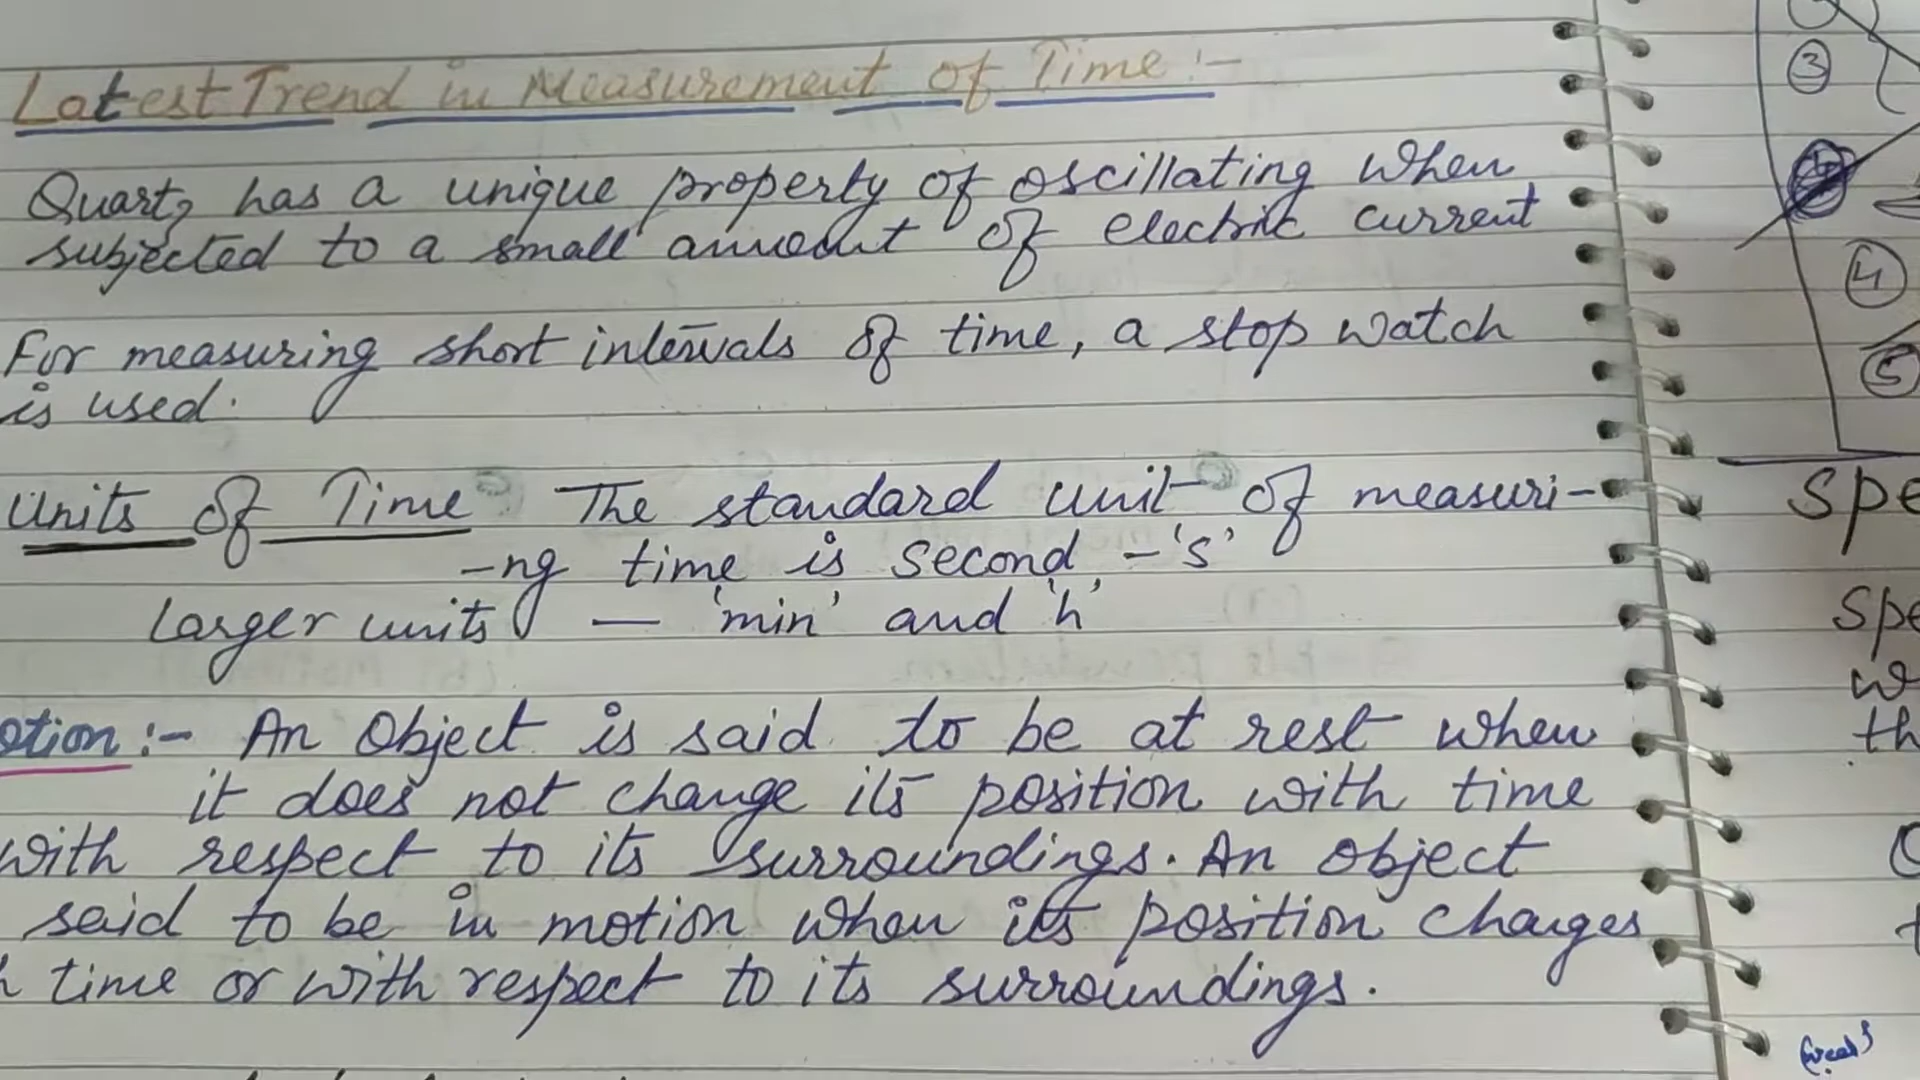 Latest Trend in Measurement of Time :-
Quartz has a unique property of oscillating when
subjected to a small amount of electric current
For measuring short intervals of time, a stop watch
is used.
Units of Time The standard unit of measuri-
-ng time is second - 's'
Larger units — 'min' and 'h'
otion :- An Object is said to be at rest when
it does not change its position with time
with respect to its surroundings. An object
said to be in motion when its position changes
h time or with respect to its surroundings.
3
4
5
Spe
Spe
w
th